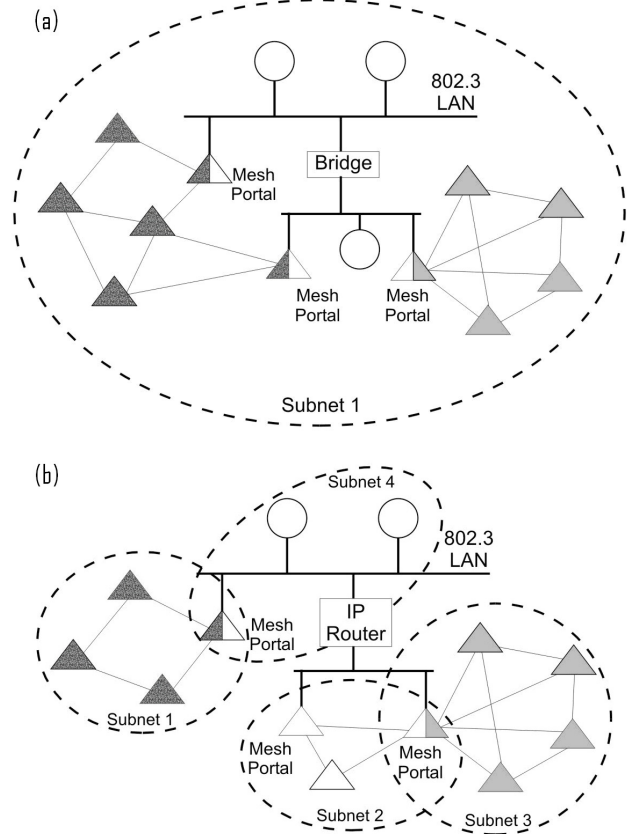 (a)
802.3
LAN
Mesh
Portal
Bridge
Mesh
Portal
Mesh
Portal
Subnet 1
(b)
Subnet 4
802.3
LAN
IP
Router
Mesh
Portal
Subnet 1
Mesh
Portal
Mesh
Portal
Subnet 2
Subnet 3